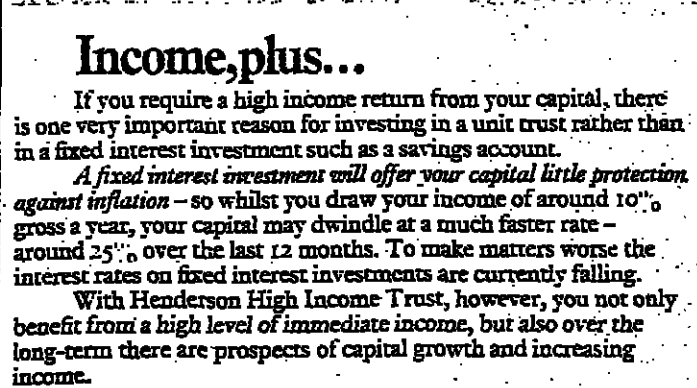 Income, plus...
If you require a high income return from your capital, there
is one very important reason for investing in a unit trust rather than
in a fixed interest investment such as a savings account.
A fixed interest investment will offer your capital little protection
against inflation – so whilst you draw your income of around 10%
gross a year, your capital may dwindle at a much faster rate –
around 25% over the last 12 months. To make matters worse the
interest rates on fixed interest investments are currently falling.
With Henderson High Income Trust, however, you not only
benefit from a high level of immediate income, but also over the
long-term there are prospects of capital growth and increasing
income.